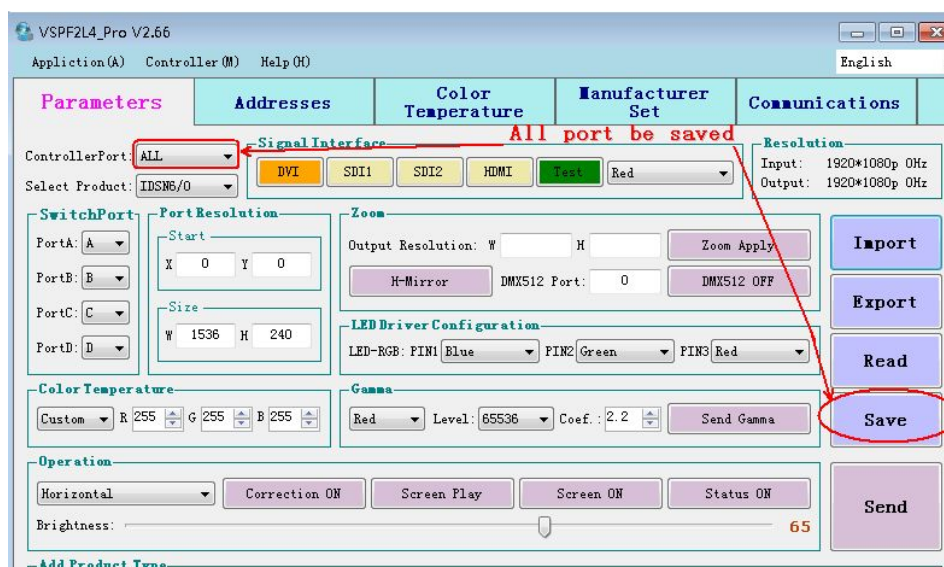 VSPF2L4_Pro V2.66
Appliction(A) Controller(M) Help(H) English
Parameters Addresses Color Temperature Manufacturer Set Communications
All port be saved
ControllerPort: ALL
Select Product: IDSN6/0
Signal Interface
DVI SDI1 SDI2 HDMI Test Red
Resolution
Input: 1920*1080p 0Hz
Output: 1920*1080p 0Hz
SwitchPort
PortA: A
PortB: B
PortC: C
PortD: D
Port Resolution
Start
X 0 Y 0
Size
W 1536 H 240
Zoom
Output Resolution: W H Zoom Apply
H-Mirror DMX512 Port: 0 DMX512 OFF
LED Driver Configuration
LED-RGB: PIN1 Blue PIN2 Green PIN3 Red
Import
Export
Read
Save
Send
Color Temperature
Custom R 255 G 255 B 255
Gamma
Red Level: 65536 Coef.: 2.2 Send Gamma
Operation
Horizontal Correction ON Screen Play Screen ON Status ON
Brightness: 65
Add Product Type